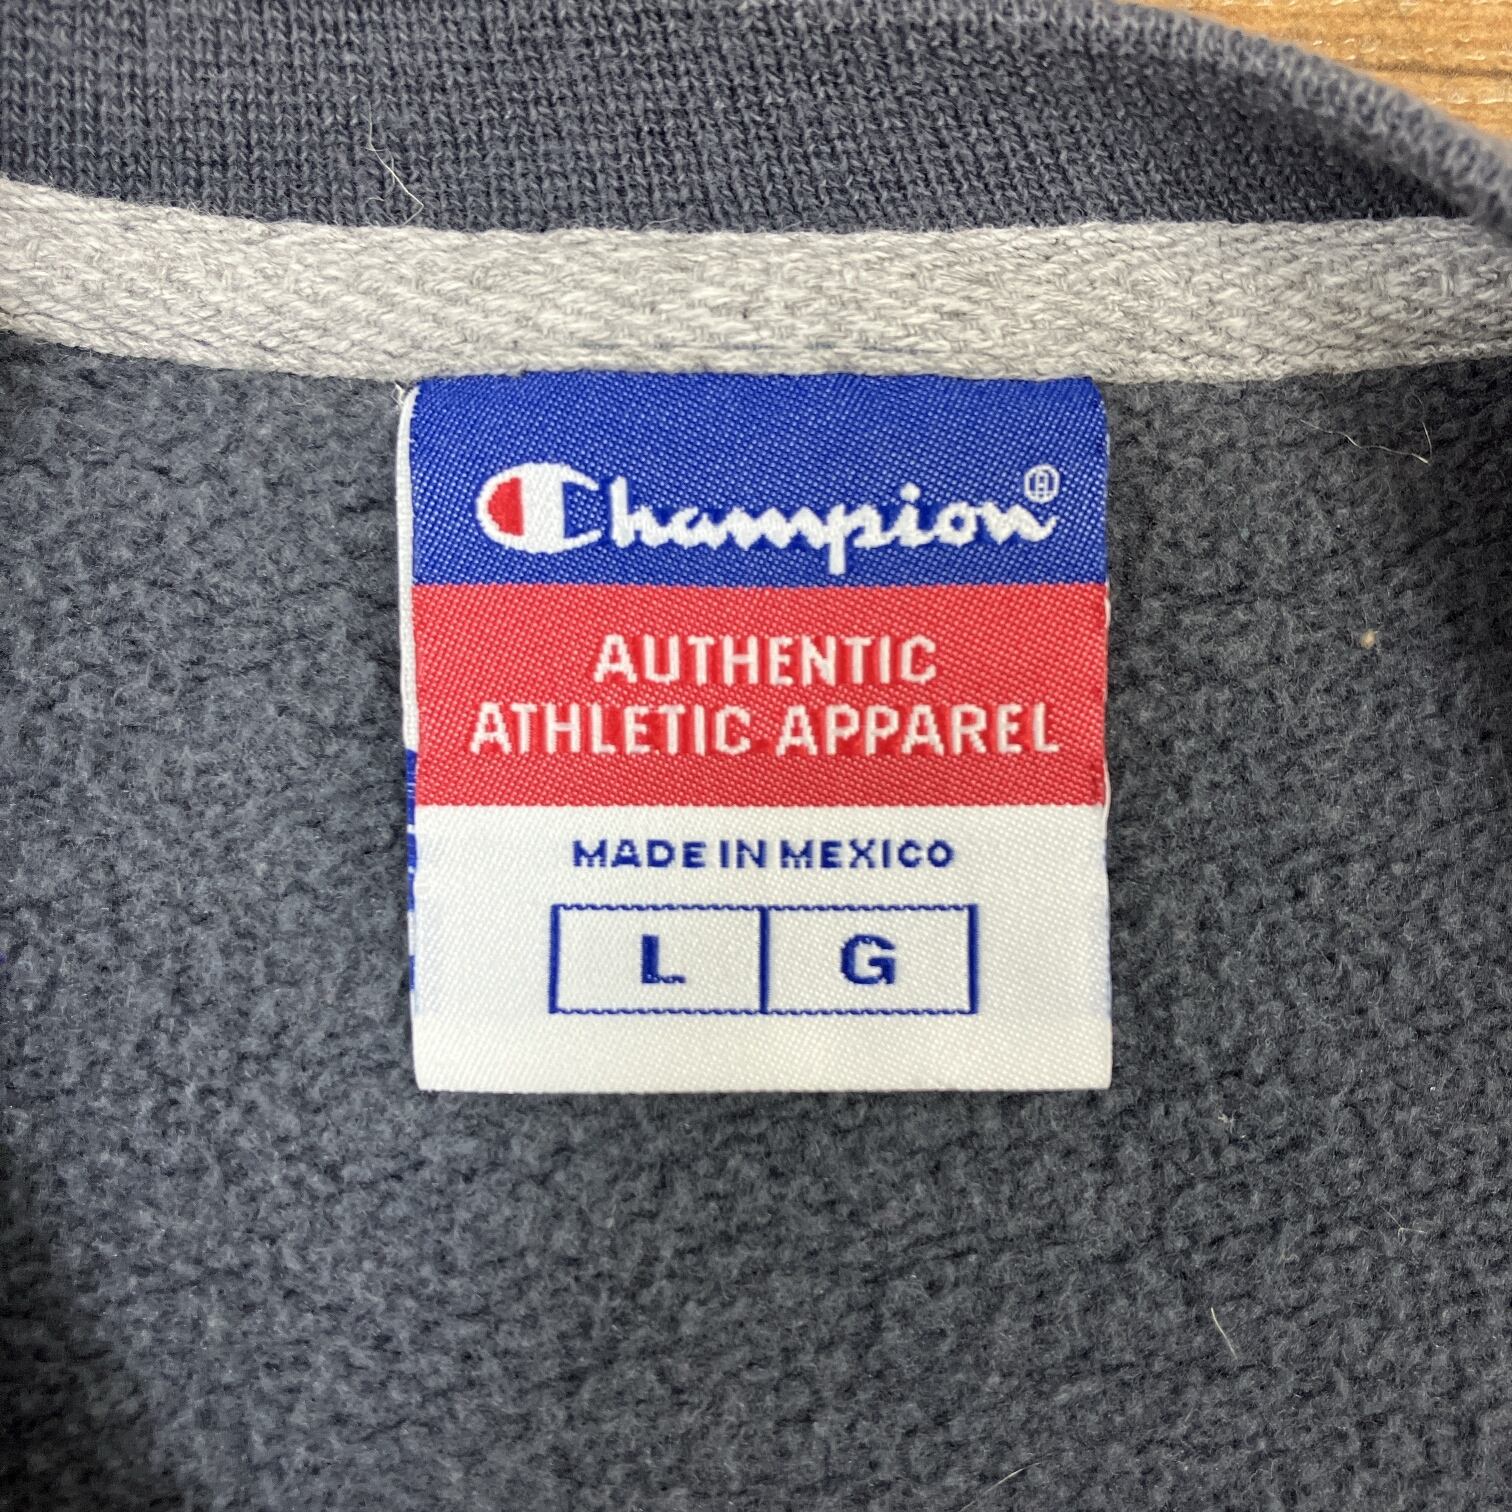 Champion®
AUTHENTIC
ATHLETIC APPAREL
MADE IN MEXICO
L G